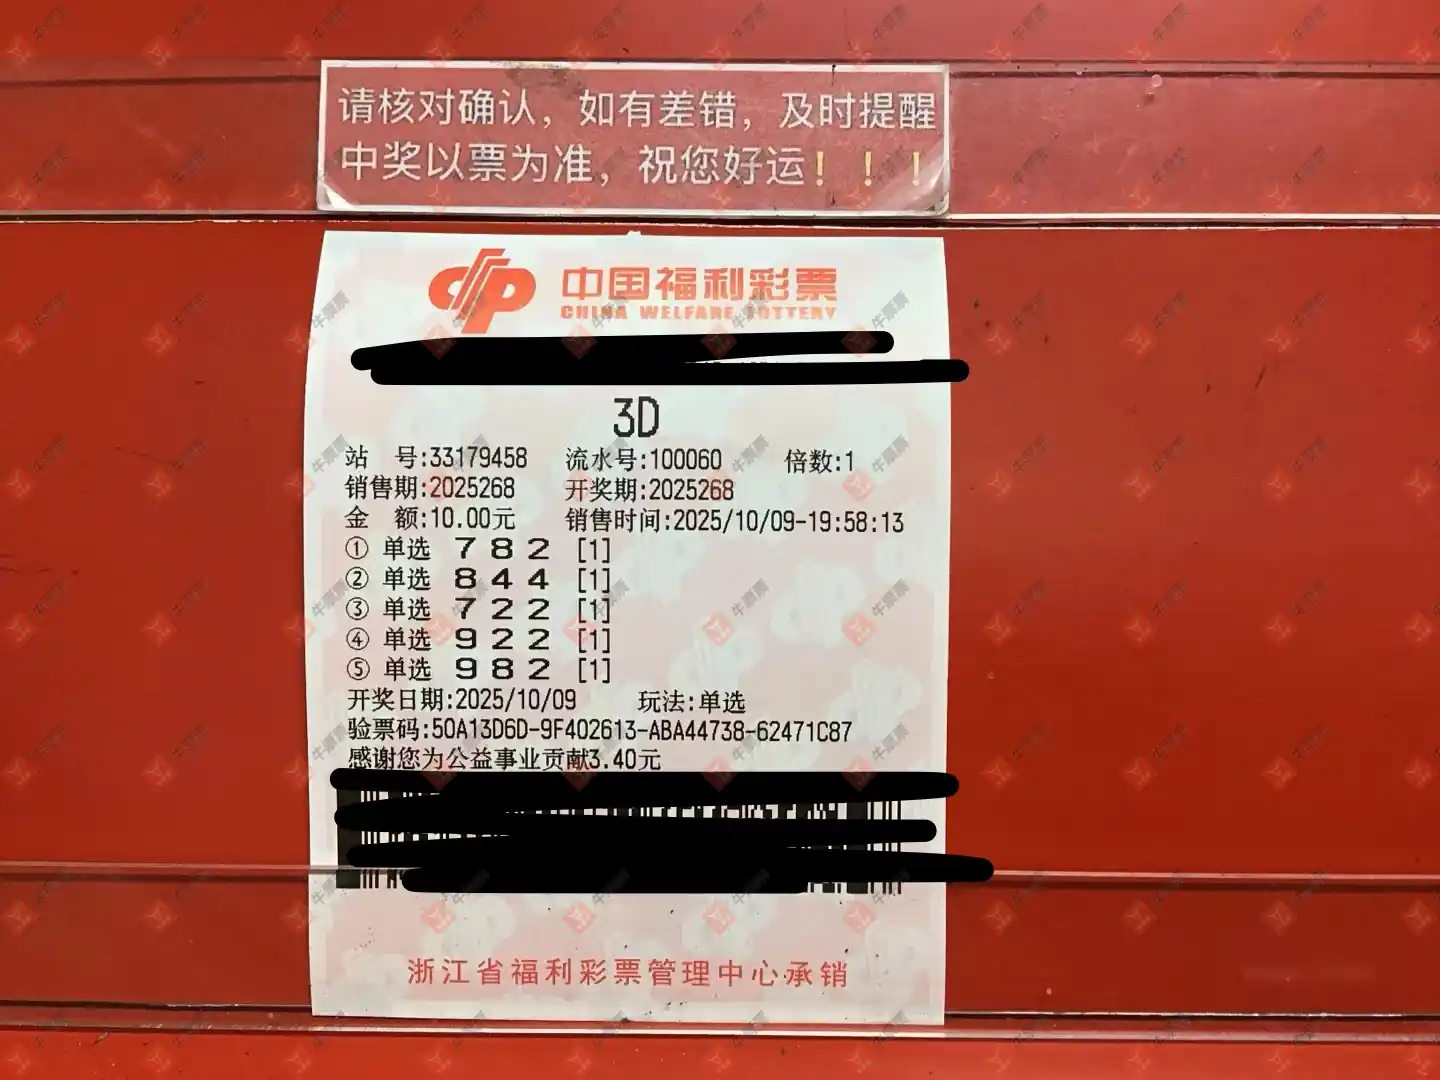 请核对确认，如有差错，及时提醒
中奖以票为准，祝您好运！！！
中国福利彩票
CHINA WELFARE LOTTERY
3D
站 号:33179458 流水号:100060 倍数:1
销售期:2025268 开奖期:2025268
金 额:10.00元 销售时间:2025/10/09-19:58:13
① 单选 7 8 2 [1]
② 单选 8 4 4 [1]
③ 单选 7 2 2 [1]
④ 单选 9 2 2 [1]
⑤ 单选 9 8 2 [1]
开奖日期:2025/10/09 玩法:单选
验票码:50A13D6D-9F402613-ABA44738-62471C87
感谢您为公益事业贡献3.40元
浙江省福利彩票管理中心承销
牛票票